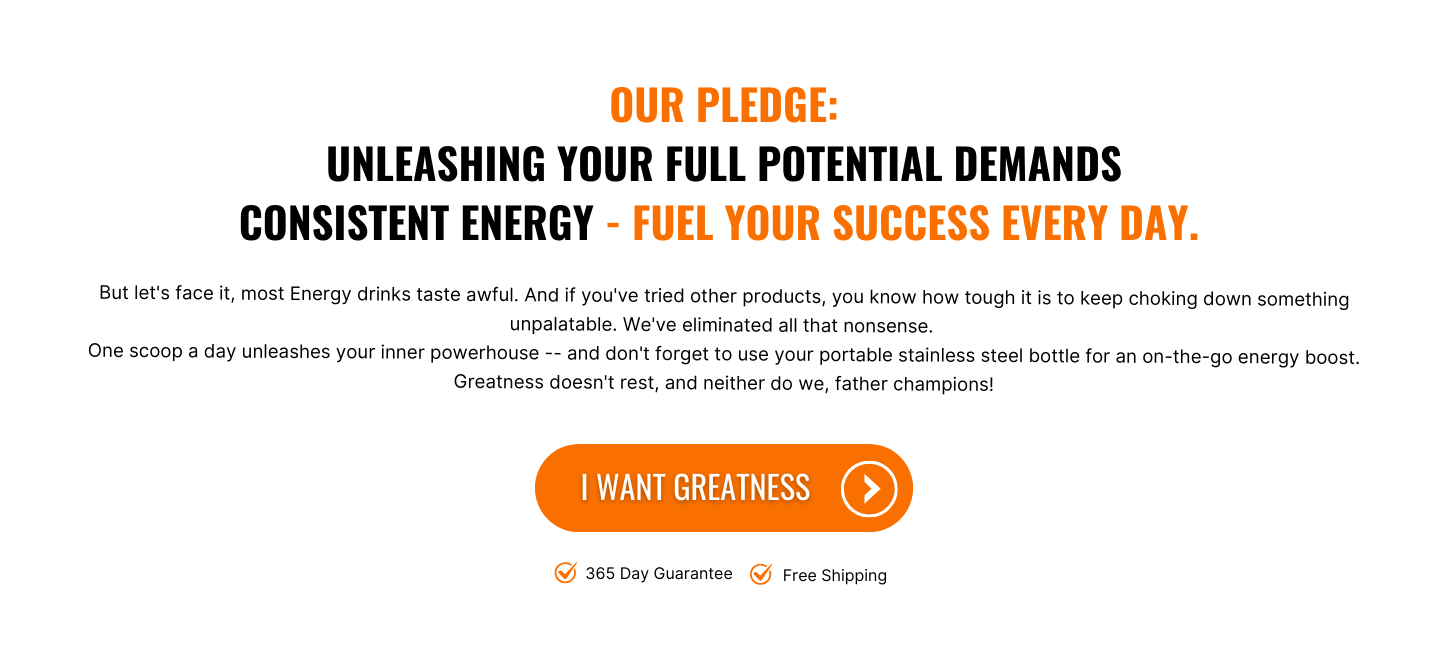 OUR PLEDGE:
UNLEASHING YOUR FULL POTENTIAL DEMANDS
CONSISTENT ENERGY - FUEL YOUR SUCCESS EVERY DAY.
But let's face it, most Energy drinks taste awful. And if you've tried other products, you know how tough it is to keep choking down something
unpalatable. We've eliminated all that nonsense.
One scoop a day unleashes your inner powerhouse -- and don't forget to use your portable stainless steel bottle for an on-the-go energy boost.
Greatness doesn't rest, and neither do we, father champions!
I WANT GREATNESS
365 Day Guarantee Free Shipping